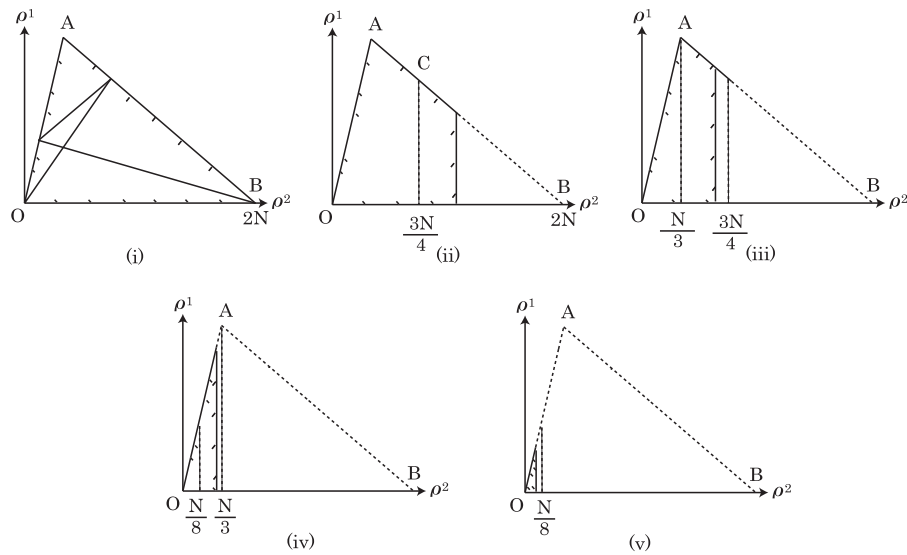 ρ¹ A B O 2N ρ²
(i)
ρ¹ A C B O 3N/4 2N ρ²
(ii)
ρ¹ A B O N/3 3N/4 ρ²
(iii)
ρ¹ A B O N/8 N/3 ρ²
(iv)
ρ¹ A B O N/8 ρ²
(v)